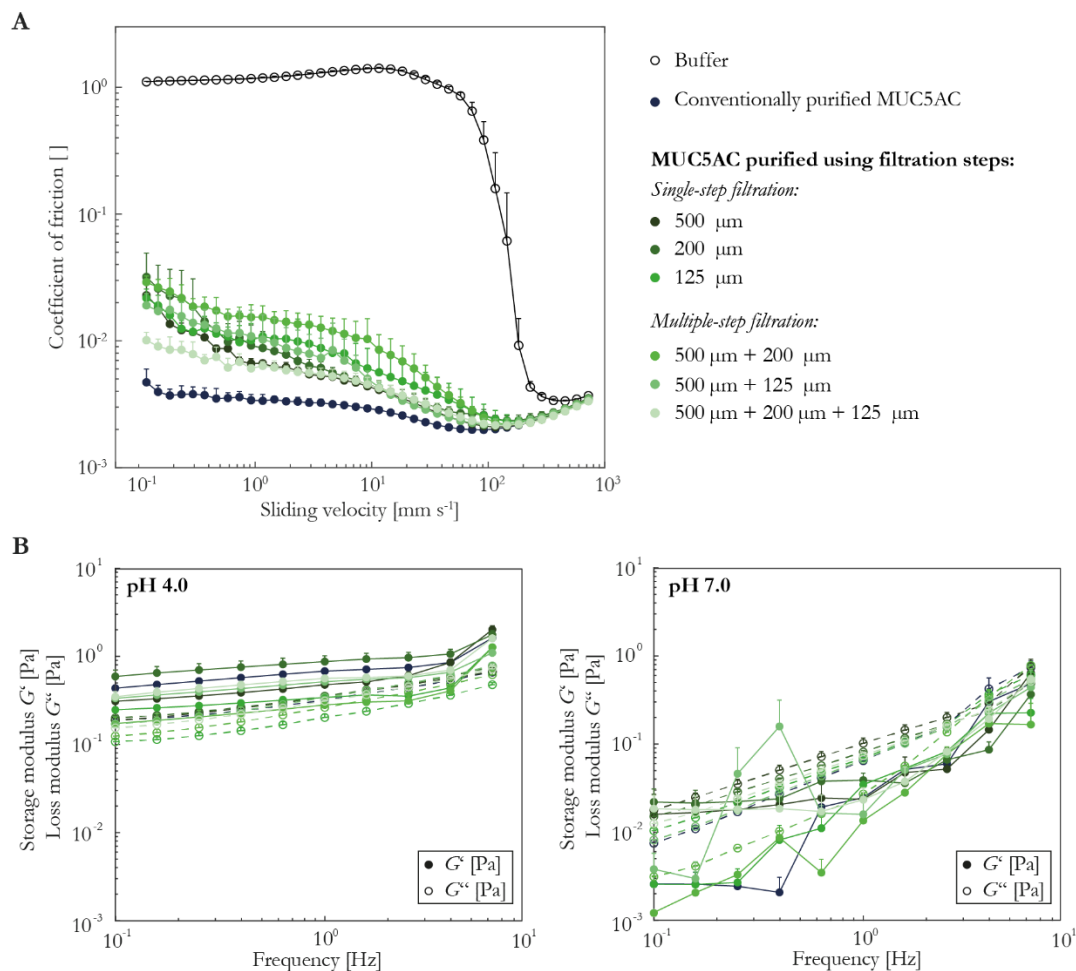 A
Coefficient of friction [ ]
10⁰
10⁻¹
10⁻²
10⁻³
10⁻¹ 10⁰ 10¹ 10² 10³
Sliding velocity [mm s⁻¹]
Buffer
Conventionally purified MUC5AC
MUC5AC purified using filtration steps:
Single-step filtration:
500 µm
200 µm
125 µm
Multiple-step filtration:
500 µm + 200 µm
500 µm + 125 µm
500 µm + 200 µm + 125 µm
B
Storage modulus G‘ [Pa]
Loss modulus G“ [Pa]
10¹
10⁰
10⁻¹
10⁻²
10⁻³
pH 4.0
G‘ [Pa]
G“ [Pa]
10⁻¹ 10⁰ 10¹
Frequency [Hz]
Storage modulus G‘ [Pa]
Loss modulus G“ [Pa]
10¹
10⁰
10⁻¹
10⁻²
10⁻³
pH 7.0
G‘ [Pa]
G“ [Pa]
10⁻¹ 10⁰ 10¹
Frequency [Hz]